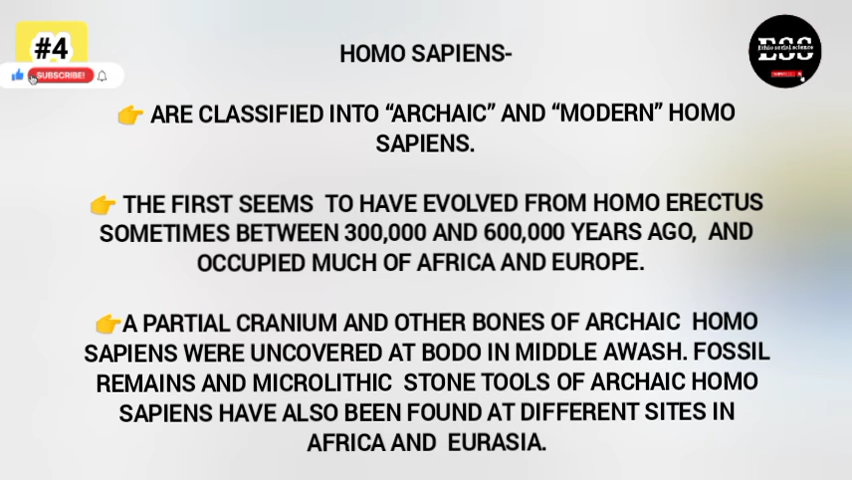 #4
SUBSCRIBE!
ESS
Ethio social science
HOMO SAPIENS-
👉 ARE CLASSIFIED INTO “ARCHAIC” AND “MODERN” HOMO
SAPIENS.
👉 THE FIRST SEEMS TO HAVE EVOLVED FROM HOMO ERECTUS
SOMETIMES BETWEEN 300,000 AND 600,000 YEARS AGO, AND
OCCUPIED MUCH OF AFRICA AND EUROPE.
👉A PARTIAL CRANIUM AND OTHER BONES OF ARCHAIC HOMO
SAPIENS WERE UNCOVERED AT BODO IN MIDDLE AWASH. FOSSIL
REMAINS AND MICROLITHIC STONE TOOLS OF ARCHAIC HOMO
SAPIENS HAVE ALSO BEEN FOUND AT DIFFERENT SITES IN
AFRICA AND EURASIA.